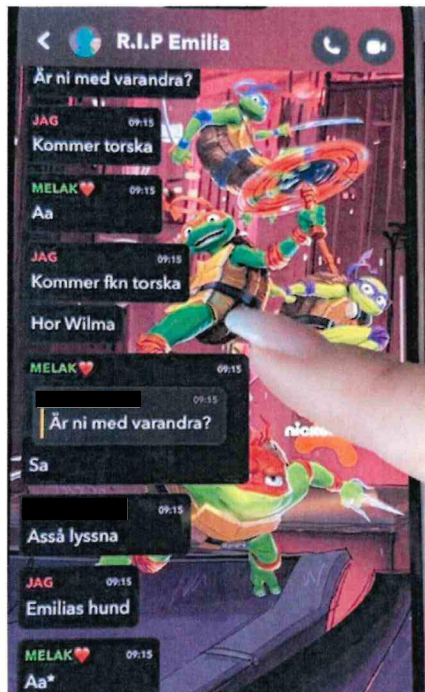 R.I.P Emilia
Är ni med varandra?
JAG 09:15
Kommer torska
MELAK❤ 09:15
Aa
JAG 09:15
Kommer fkn torska
Hor Wilma
MELAK❤ 09:15
09:15
Är ni med varandra?
Sa
09:15
Asså lyssna
JAG 09:15
Emilias hund
MELAK❤ 09:15
Aa*